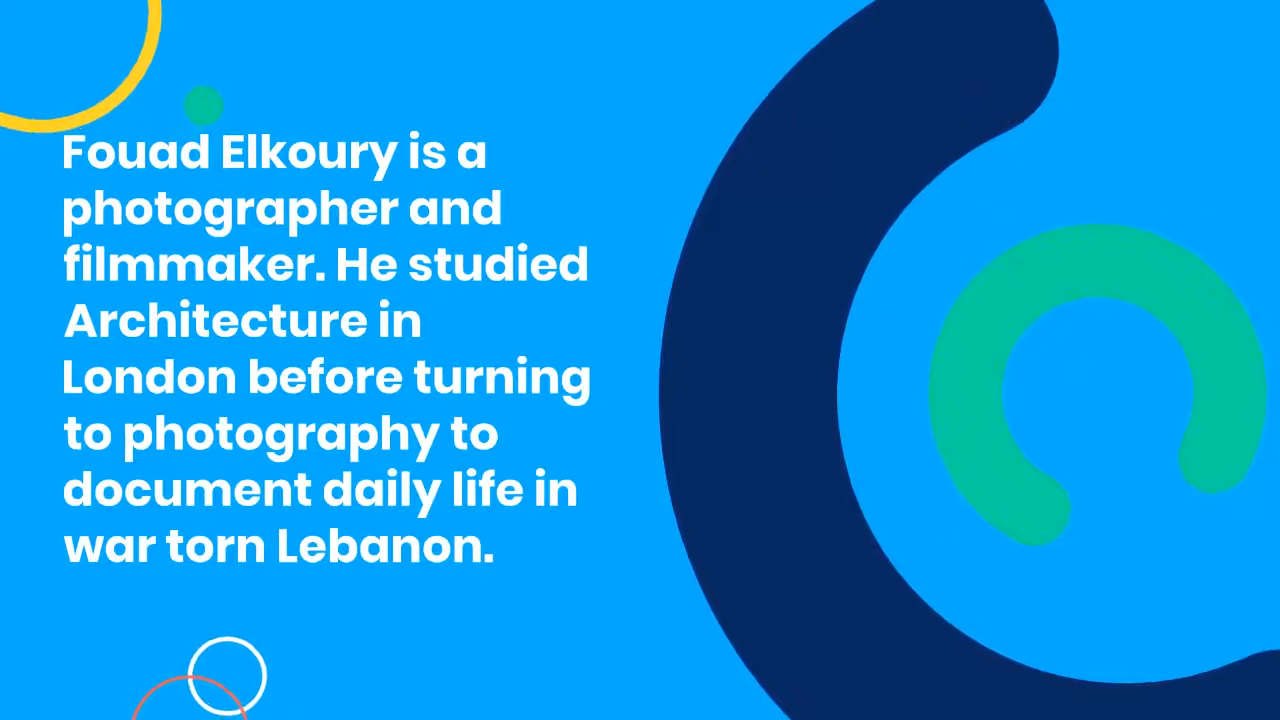 Fouad Elkoury is a
photographer and
filmmaker. He studied
Architecture in
London before turning
to photography to
document daily life in
war torn Lebanon.